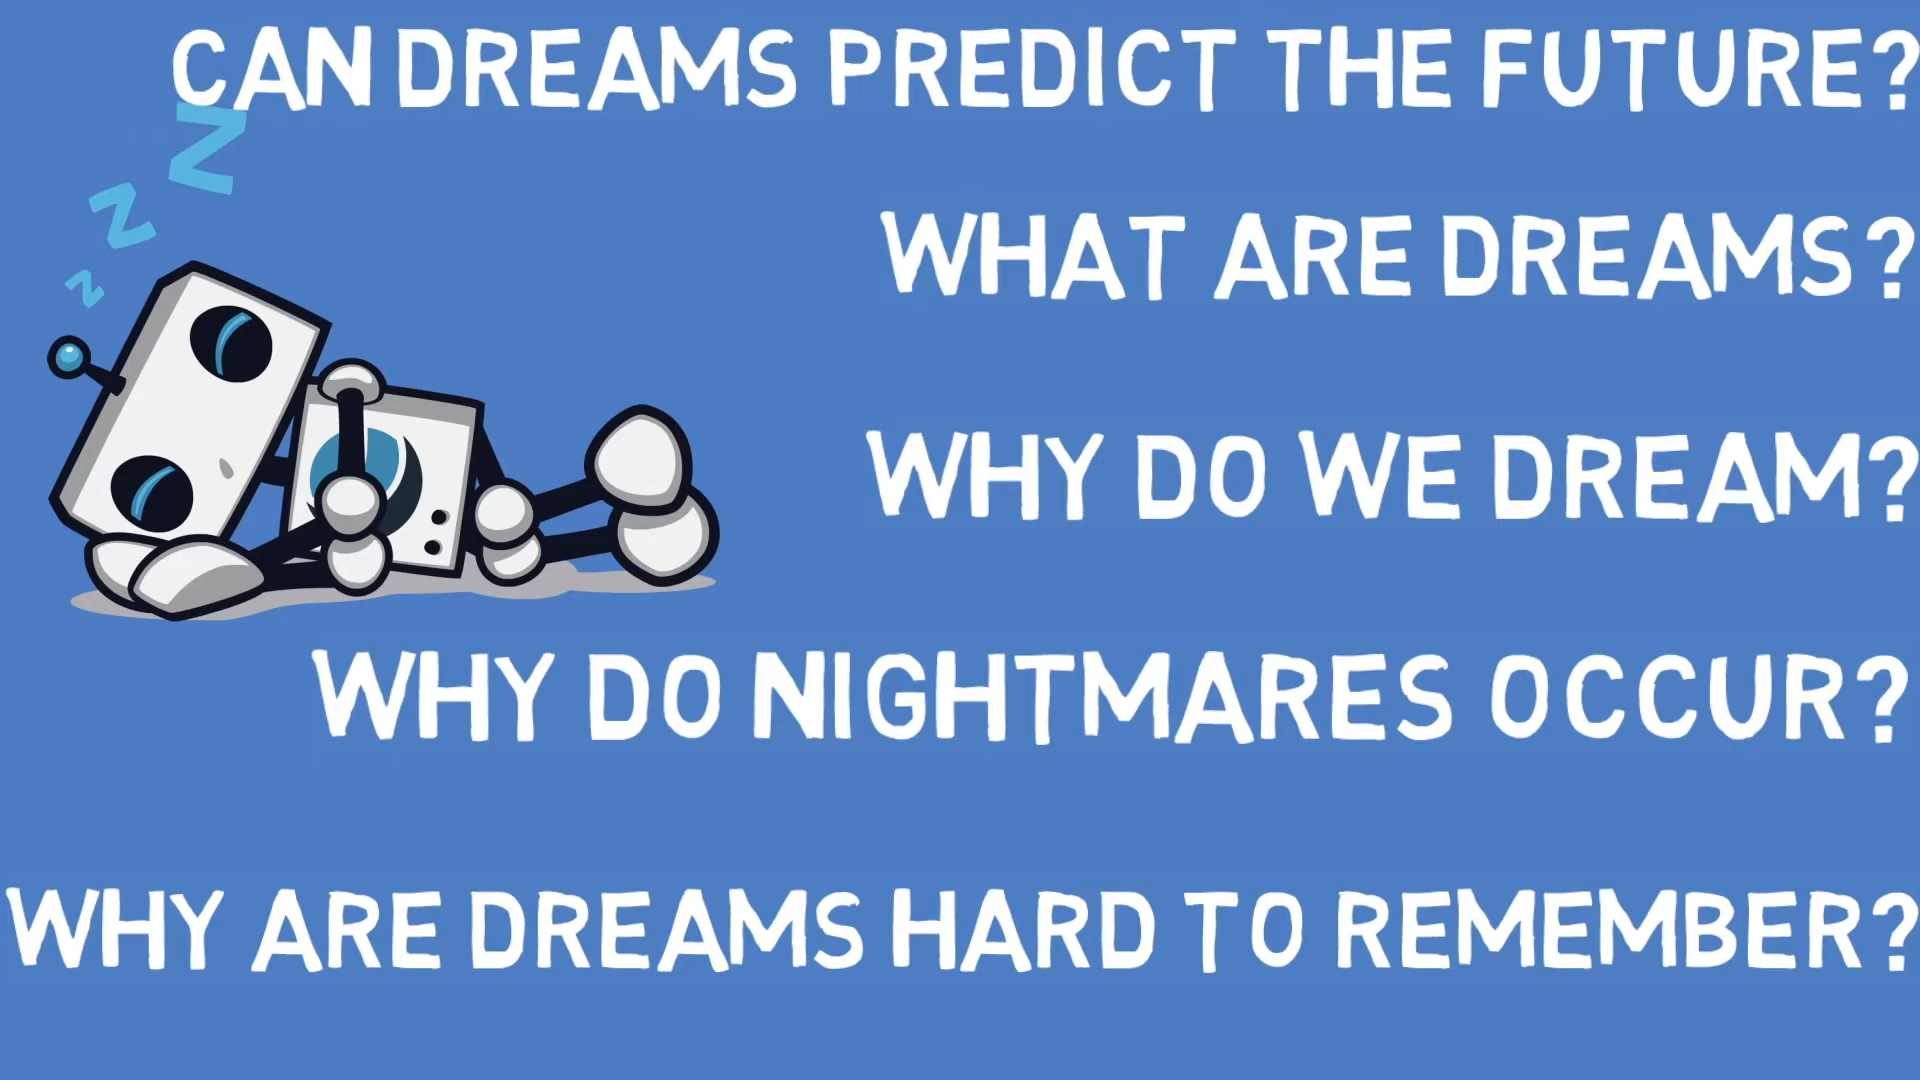 CAN DREAMS PREDICT THE FUTURE?
Z
Z
Z
WHAT ARE DREAMS?
WHY DO WE DREAM?
WHY DO NIGHTMARES OCCUR?
WHY ARE DREAMS HARD TO REMEMBER?